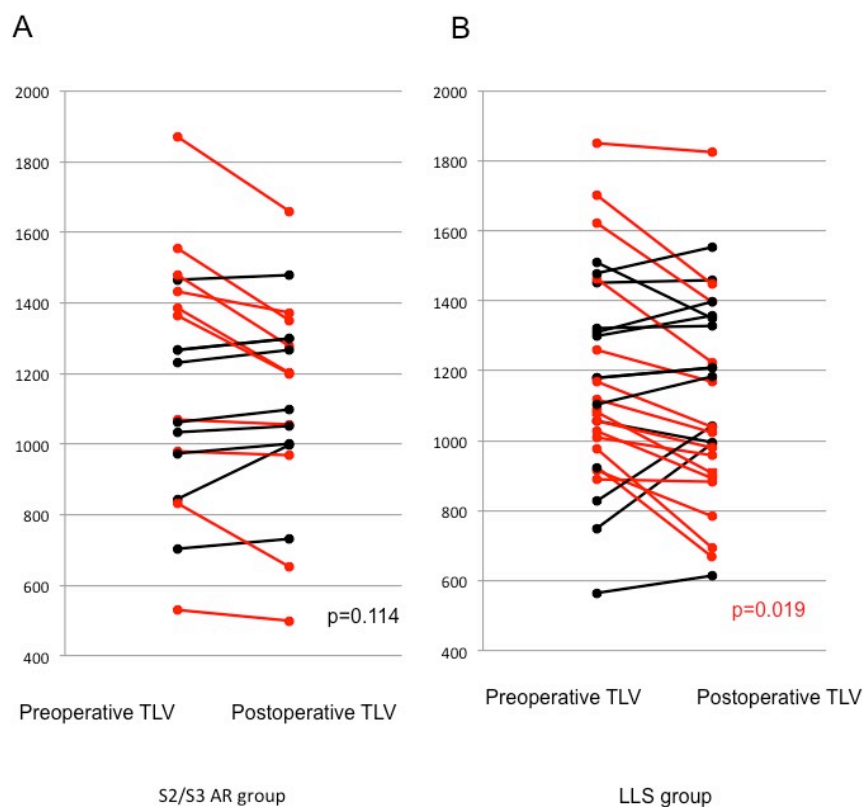 A
B
2000
1800
1600
1400
1200
1000
800
600
400
p=0.114
Preoperative TLV
Postoperative TLV
S2/S3 AR group
2000
1800
1600
1400
1200
1000
800
600
400
p=0.019
Preoperative TLV
Postoperative TLV
LLS group